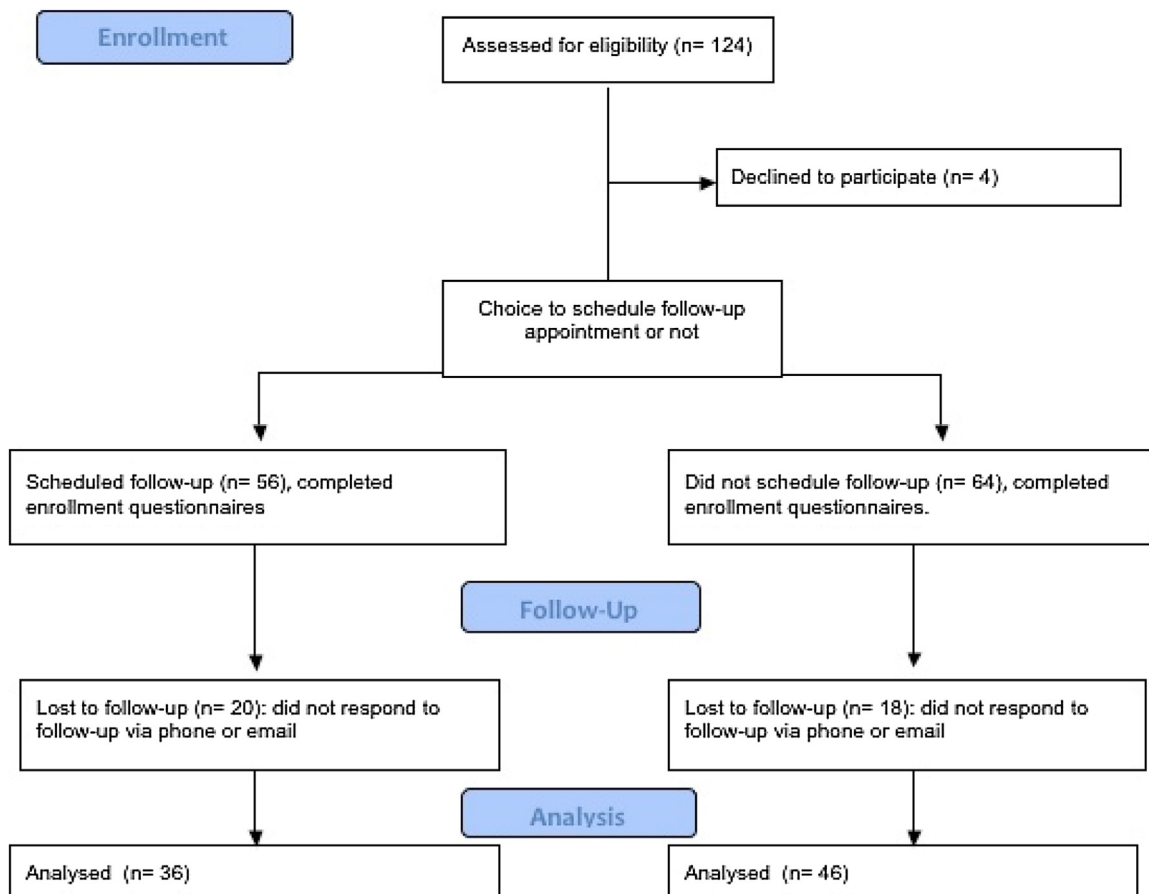 Enrollment
Assessed for eligibility (n= 124)
Declined to participate (n= 4)
Choice to schedule follow-up
appointment or not
Scheduled follow-up (n= 56), completed
enrollment questionnaires
Did not schedule follow-up (n= 64), completed
enrollment questionnaires.
Follow-Up
Lost to follow-up (n= 20): did not respond to
follow-up via phone or email
Lost to follow-up (n= 18): did not respond to
follow-up via phone or email
Analysis
Analysed (n= 36)
Analysed (n= 46)